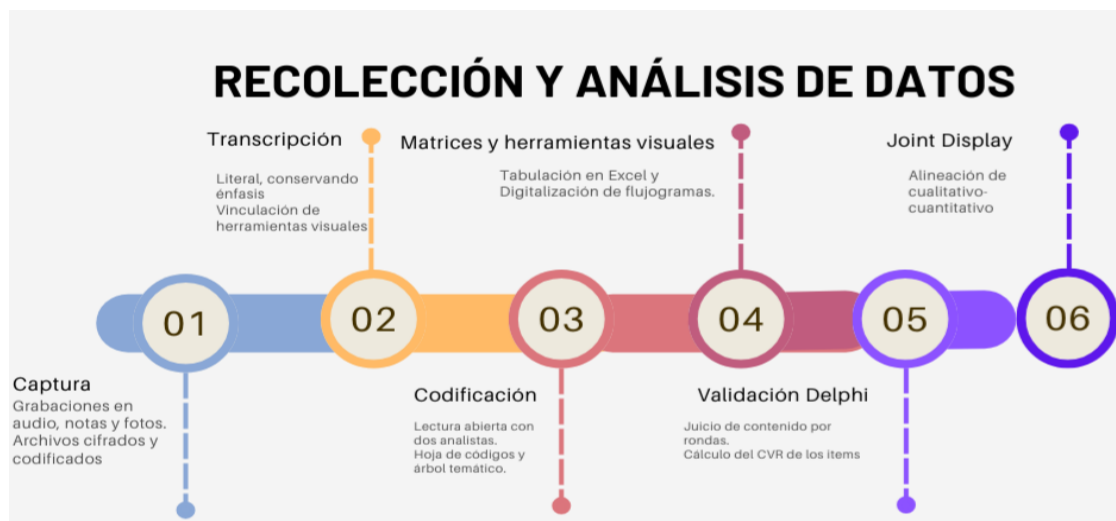 RECOLECCIÓN Y ANÁLISIS DE DATOS
01
Captura
Grabaciones en
audio, notas y fotos.
Archivos cifrados y
codificados
02
Transcripción
Literal, conservando
énfasis
Vinculación de
herramientas visuales
03
Codificación
Lectura abierta con
dos analistas.
Hoja de códigos y
árbol temático.
04
Matrices y herramientas visuales
Tabulación en Excel y
Digitalización de flujogramas.
05
Validación Delphi
Juicio de contenido por
rondas.
Cálculo del CVR de los items
06
Joint Display
Alineación de
cualitativo-
cuantitativo